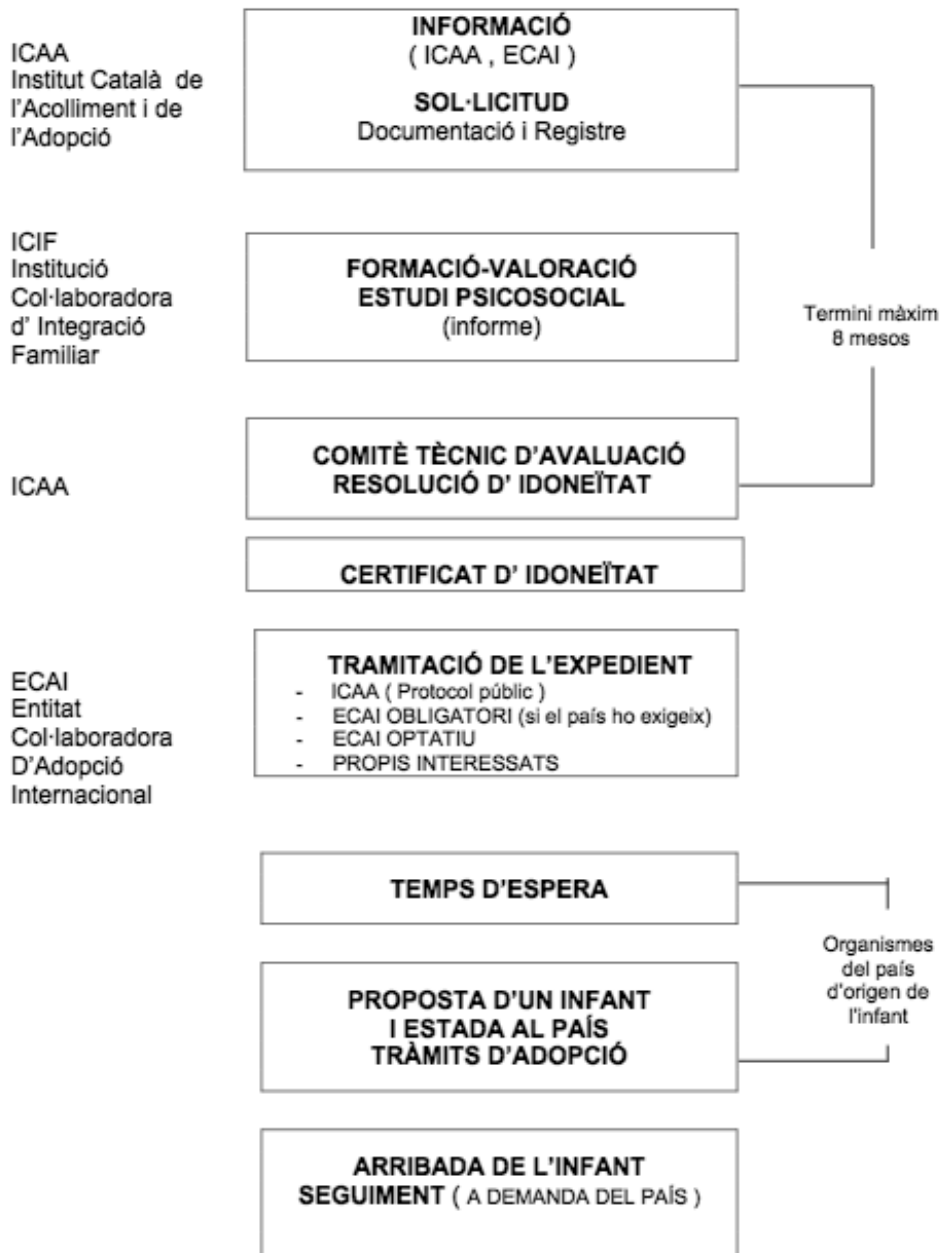 INFORMACIÓ
( ICAA , ECAI )
SOL·LICITUD
Documentació i Registre
ICAA
Institut Català de
l'Acolliment i de
l'Adopció
ICIF
Institució
Col·laboradora
d' Integració
Familiar
FORMACIÓ-VALORACIÓ
ESTUDI PSICOSOCIAL
(informe)
Termini màxim
8 mesos
ICAA
COMITÈ TÈCNIC D'AVALUACIÓ
RESOLUCIÓ D' IDONEÏTAT
CERTIFICAT D' IDONEÏTAT
ECAI
Entitat
Col·laboradora
D'Adopció
Internacional
TRAMITACIÓ DE L'EXPEDIENT
- ICAA ( Protocol públic )
- ECAI OBLIGATORI (si el país ho exigeix)
- ECAI OPTATIU
- PROPIS INTERESSATS
TEMPS D'ESPERA
Organismes
del país
d'origen de
l'infant
PROPOSTA D'UN INFANT
I ESTADA AL PAÍS
TRÀMITS D'ADOPCIÓ
ARRIBADA DE L'INFANT
SEGUIMENT ( A DEMANDA DEL PAÍS )